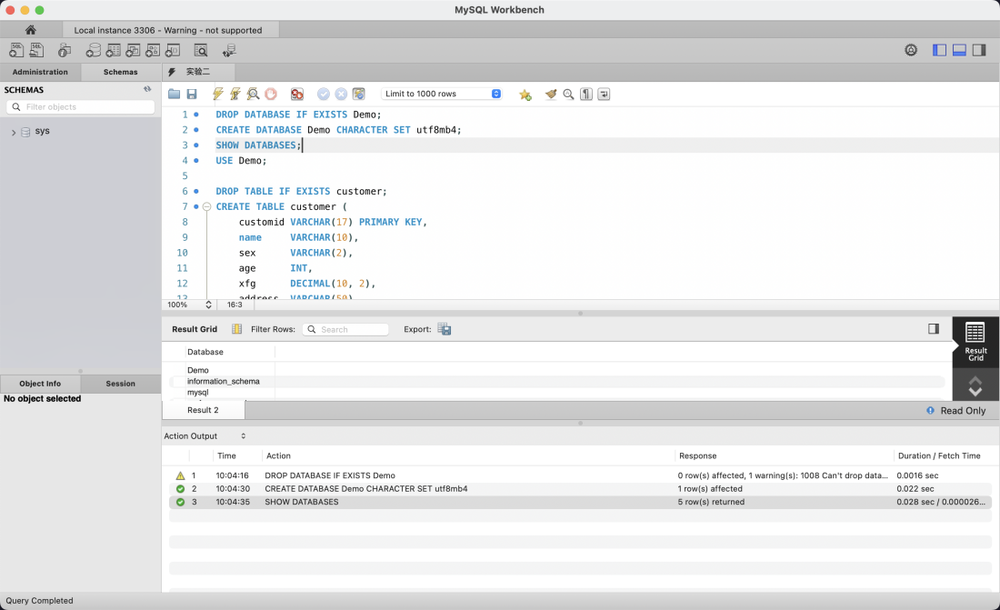 MySQL Workbench
Local instance 3306 - Warning - not supported
Administration Schemas 实验二
SCHEMAS
Filter objects
sys
Limit to 1000 rows
1 DROP DATABASE IF EXISTS Demo;
2 CREATE DATABASE Demo CHARACTER SET utf8mb4;
3 SHOW DATABASES;
4 USE Demo;
5
6 DROP TABLE IF EXISTS customer;
7 CREATE TABLE customer (
8 customid VARCHAR(17) PRIMARY KEY,
9 name VARCHAR(10),
10 sex VARCHAR(2),
11 age INT,
12 xfg DECIMAL(10, 2),
13 address VARCHAR(50)
100% 16:3
Result Grid Filter Rows: Search Export:
Result Grid
Database
Demo
information_schema
mysql
Result 2 Read Only
Object Info Session
No object selected
Action Output
Time Action Response Duration / Fetch Time
1 10:04:16 DROP DATABASE IF EXISTS Demo 0 row(s) affected, 1 warning(s): 1008 Can't drop data... 0.0016 sec
2 10:04:30 CREATE DATABASE Demo CHARACTER SET utf8mb4 1 row(s) affected 0.022 sec
3 10:04:35 SHOW DATABASES 5 row(s) returned 0.028 sec / 0.000026...
Query Completed